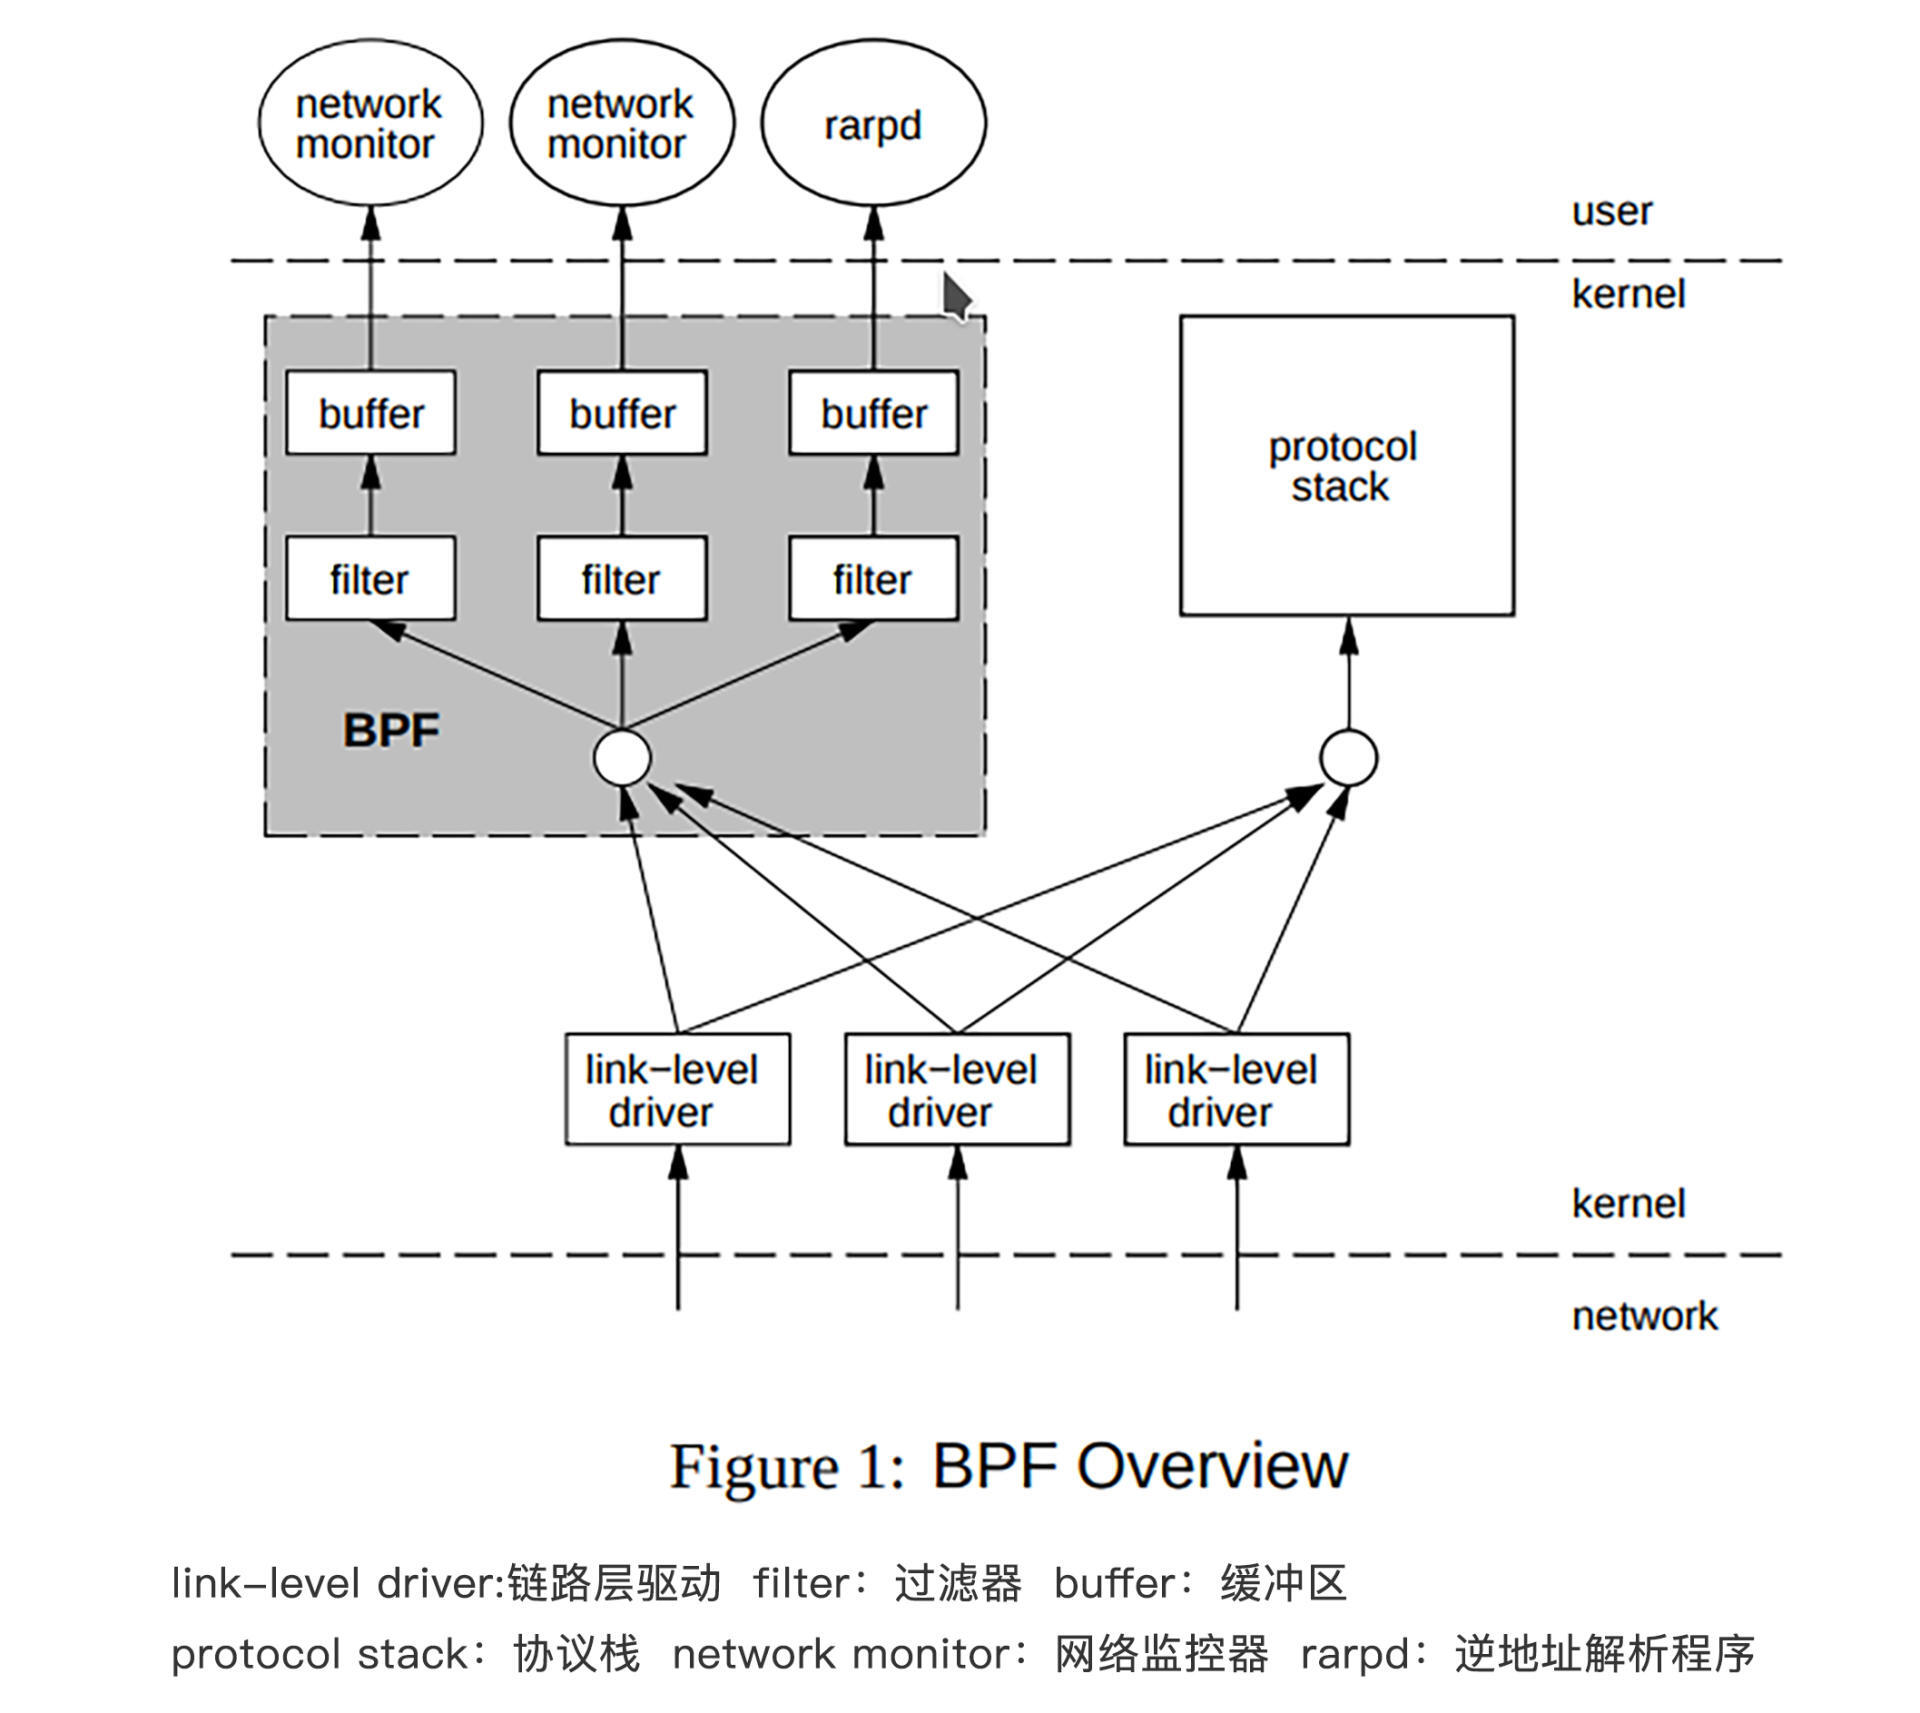 network
monitor
network
monitor
rarpd
user
kernel
buffer
buffer
buffer
protocol
stack
filter
filter
filter
BPF
link-level
driver
link-level
driver
link-level
driver
kernel
network
Figure 1: BPF Overview
link-level driver:链路层驱动 filter：过滤器 buffer：缓冲区
protocol stack：协议栈 network monitor：网络监控器 rarpd：逆地址解析程序